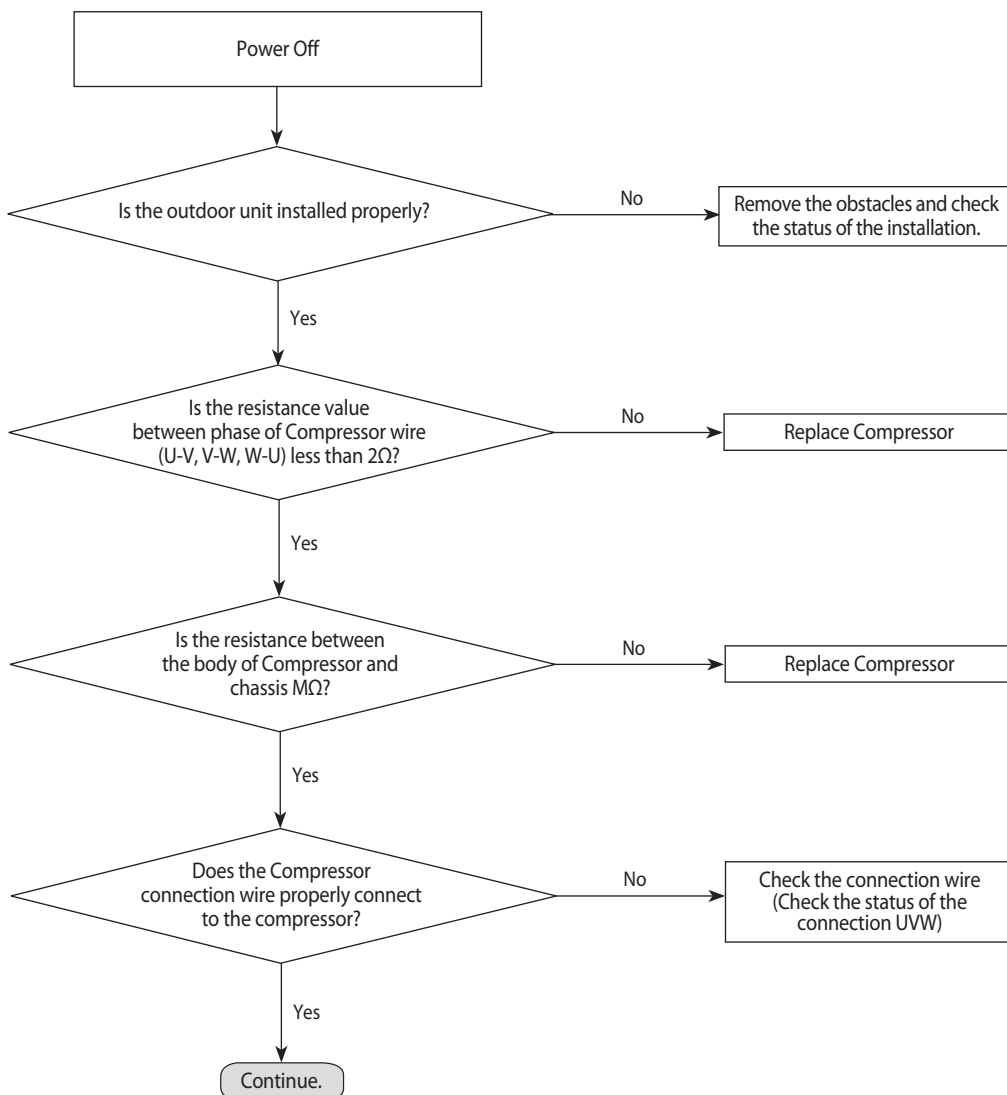 Power Off
Is the outdoor unit installed properly?
No
Remove the obstacles and check
the status of the installation.
Yes
Is the resistance value
between phase of Compressor wire
(U-V, V-W, W-U) less than 2Ω?
No
Replace Compressor
Yes
Is the resistance between
the body of Compressor and
chassis MΩ?
No
Replace Compressor
Yes
Does the Compressor
connection wire properly connect
to the compressor?
No
Check the connection wire
(Check the status of the
connection UVW)
Yes
Continue.